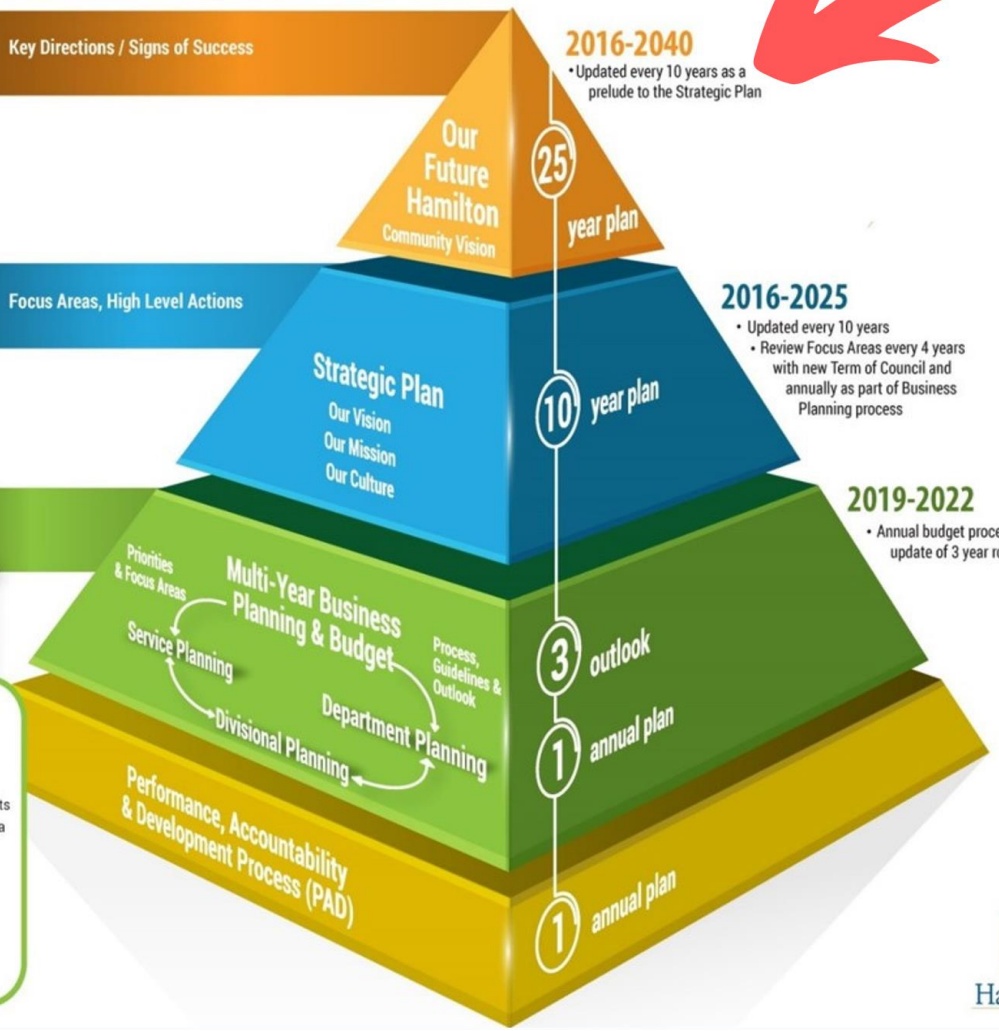 Key Directions / Signs of Success
2016-2040
• Updated every 10 years as a
prelude to the Strategic Plan
Our
Future
Hamilton
Community Vision
25
year plan
Focus Areas, High Level Actions
2016-2025
• Updated every 10 years
• Review Focus Areas every 4 years
with new Term of Council and
annually as part of Business
Planning process
Strategic Plan
Our Vision
Our Mission
Our Culture
10
year plan
2019-2022
• Annual budget proce
update of 3 year r
Priorities
& Focus Areas
Multi-Year Business
Planning & Budget
Process,
Guidelines &
Outlook
Service Planning
Department Planning
Divisional Planning
3
outlook
1
annual plan
ts
a
Performance, Accountability
& Development Process (PAD)
1
annual plan
Ha